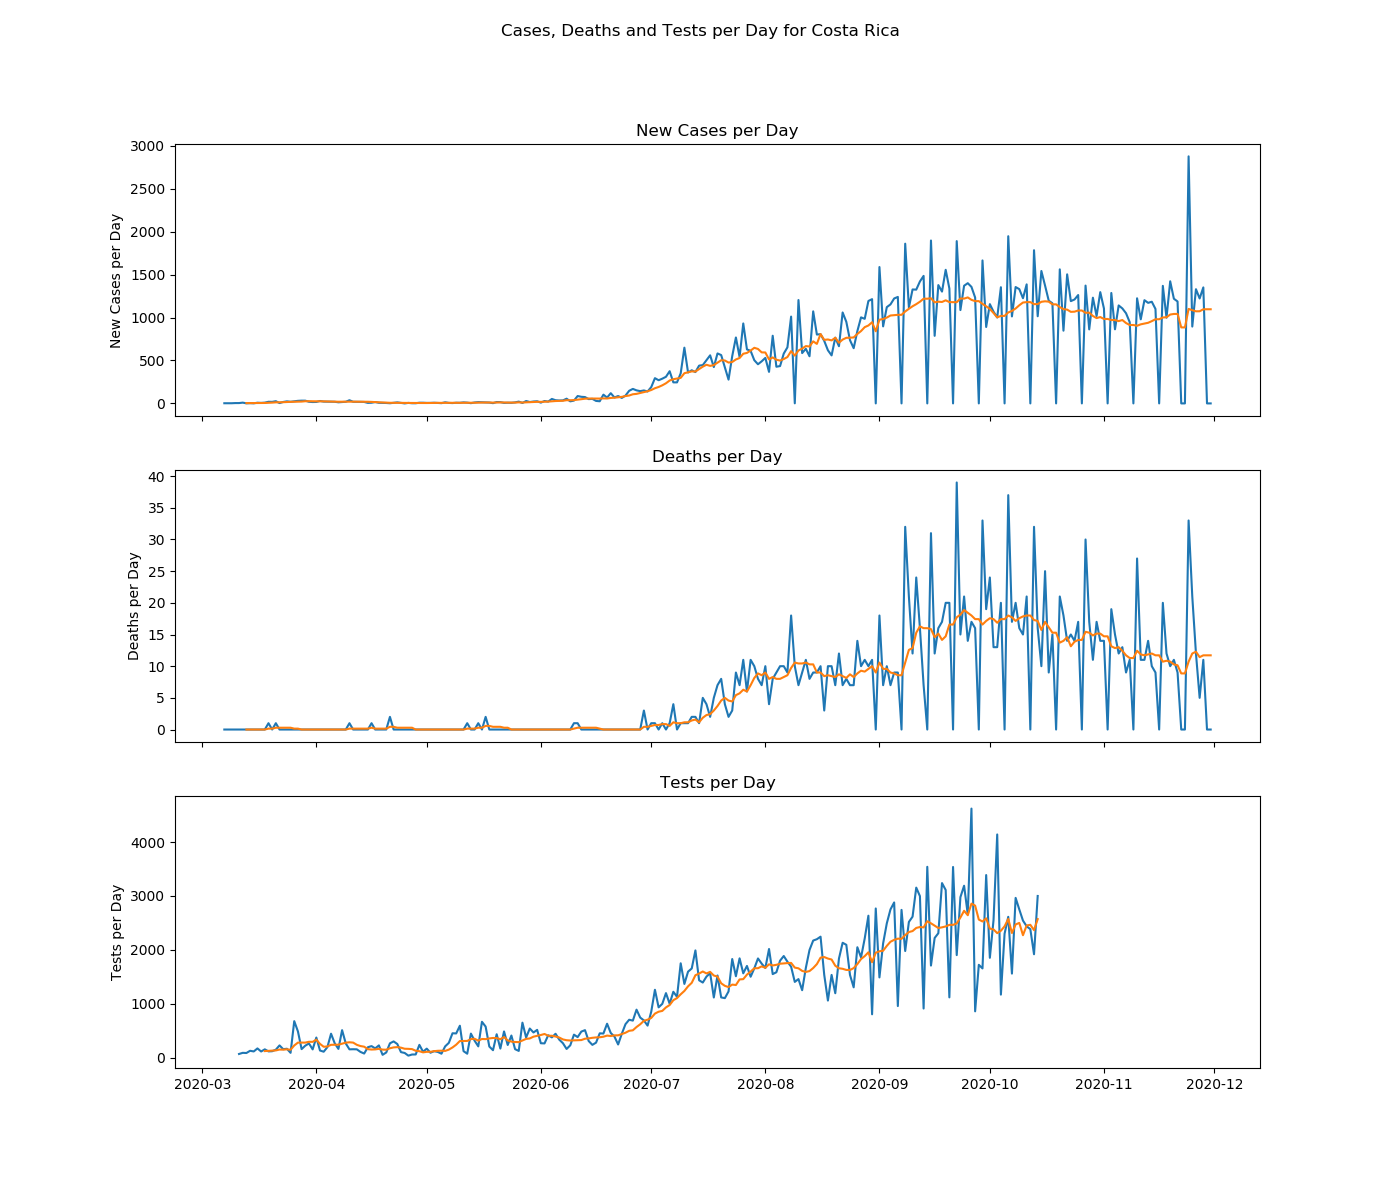 Cases, Deaths and Tests per Day for Costa Rica
New Cases per Day
3000
2500
2000
1500
1000
500
0
New Cases per Day
Deaths per Day
40
35
30
25
20
15
10
5
0
Deaths per Day
Tests per Day
4000
3000
2000
1000
0
Tests per Day
2020-03 2020-04 2020-05 2020-06 2020-07 2020-08 2020-09 2020-10 2020-11 2020-12